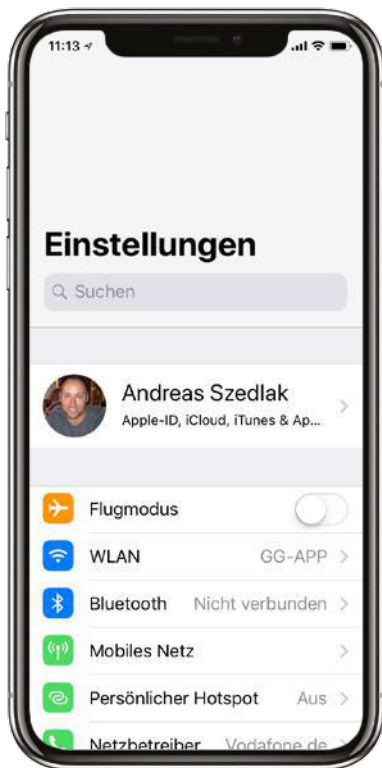 11:13
Einstellungen
Suchen
Andreas Szedlak
Apple-ID, iCloud, iTunes & Ap...
Flugmodus
WLAN GG-APP
Bluetooth Nicht verbunden
Mobiles Netz
Persönlicher Hotspot Aus
Netzbetreiber Vodafone.de